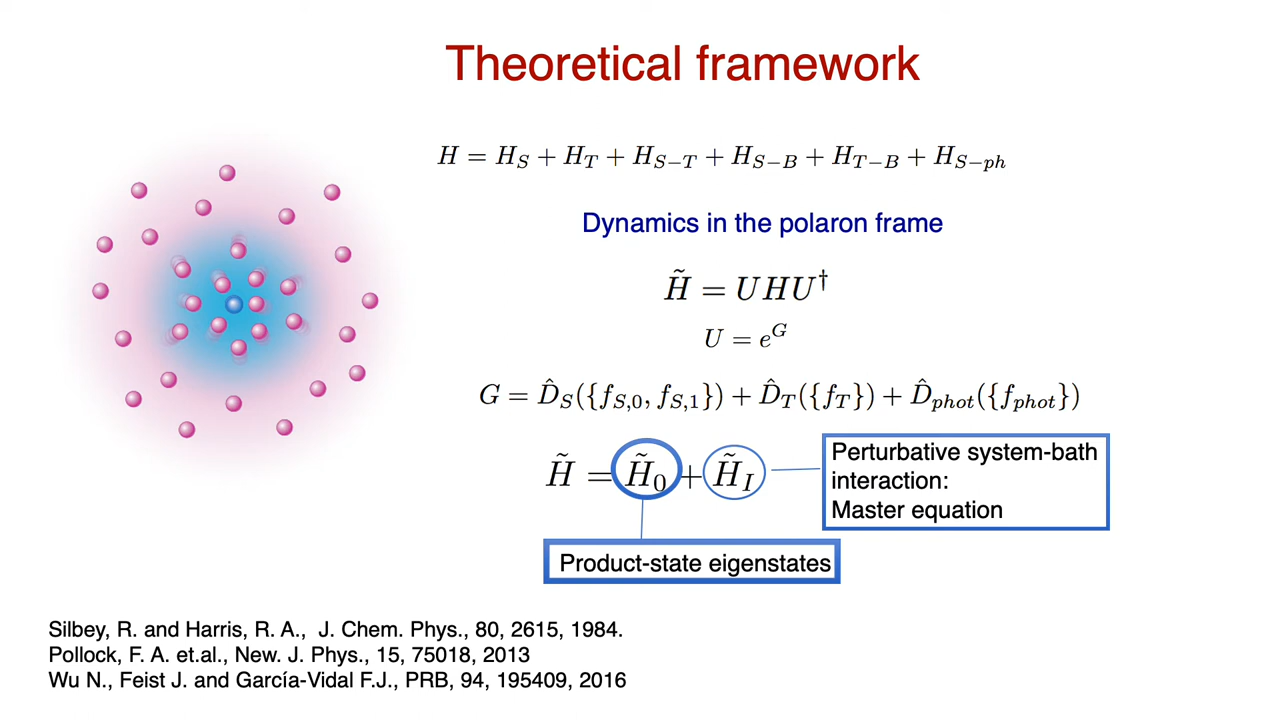 Theoretical framework
H = H_S + H_T + H_{S−T} + H_{S−B} + H_{T−B} + H_{S−ph}
Dynamics in the polaron frame
H̃ = UHU†
U = e^G
G = D̂_S({f_{S,0}, f_{S,1}}) + D̂_T({f_T}) + D̂_{phot}({f_{phot}})
H̃ = H̃_0 + H̃_I
Perturbative system-bath
interaction:
Master equation
Product-state eigenstates
Silbey, R. and Harris, R. A., J. Chem. Phys., 80, 2615, 1984.
Pollock, F. A. et.al., New. J. Phys., 15, 75018, 2013
Wu N., Feist J. and García-Vidal F.J., PRB, 94, 195409, 2016